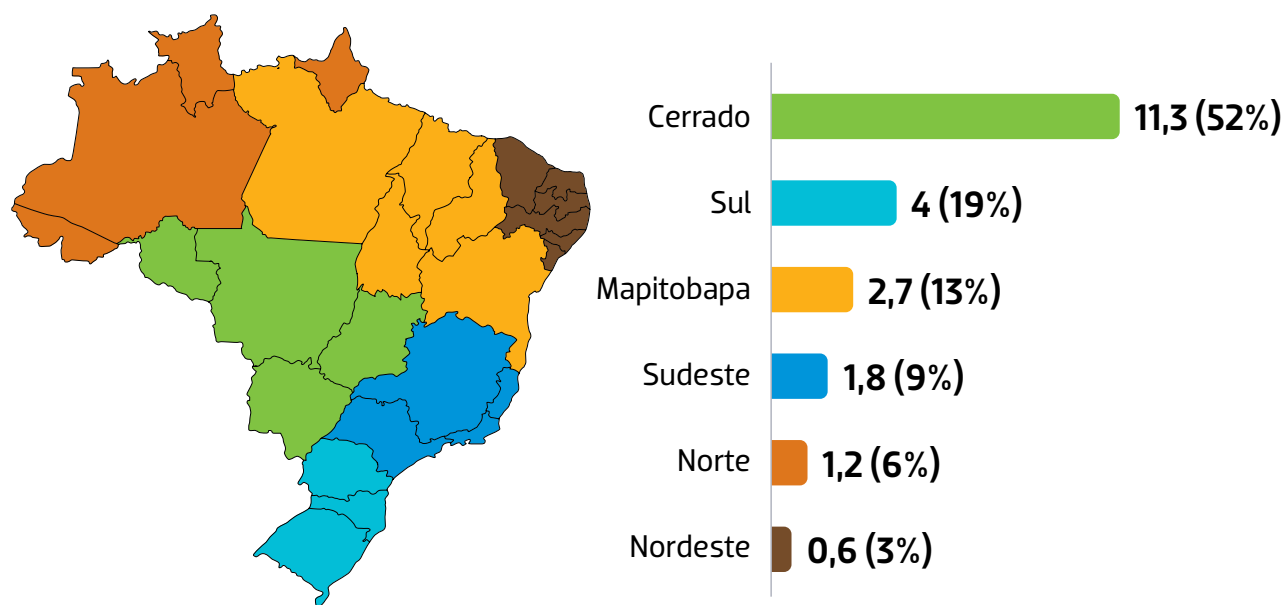 Cerrado 11,3 (52%)
Sul 4 (19%)
Mapitobapa 2,7 (13%)
Sudeste 1,8 (9%)
Norte 1,2 (6%)
Nordeste 0,6 (3%)